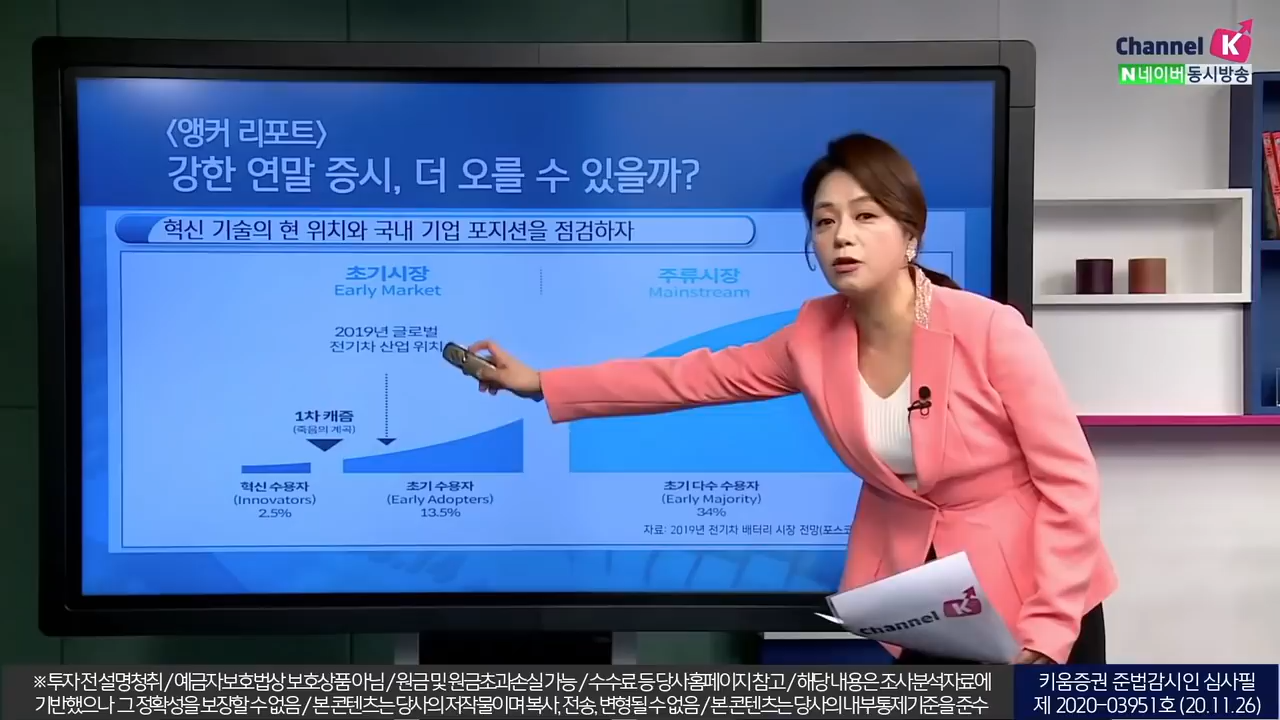 Channel K
N 네이버 동시방송
<앵커 리포트>
강한 연말 증시, 더 오를 수 있을까?
혁신 기술의 현 위치와 국내 기업 포지션을 점검하자
초기시장
Early Market
주류시장
Mainstream
2019년 글로벌
전기차 산업 위치
1차 캐즘
(죽음의 계곡)
혁신 수용자
(Innovators)
2.5%
초기 수용자
(Early Adopters)
13.5%
초기 다수 수용자
(Early Majority)
34%
자료: 2019년 전기차 배터리 시장 전망(포스코
Channel K
※ 투자 전 설명청취 / 예금자보호법상 보호상품 아님 / 원금 및 원금초과손실 가능 / 수수료 등 당사홈페이지 참고 / 해당 내용은 조사분석자료에
기반했으나 그 정확성을 보장할 수 없음 / 본 콘텐츠는 당사의 저작물이며 복사, 전송, 변형될 수 없음 / 본 콘텐츠는 당사의 내부통제기준을 준수
키움증권 준법감시인 심사필
제 2020-03951호 (20.11.26)